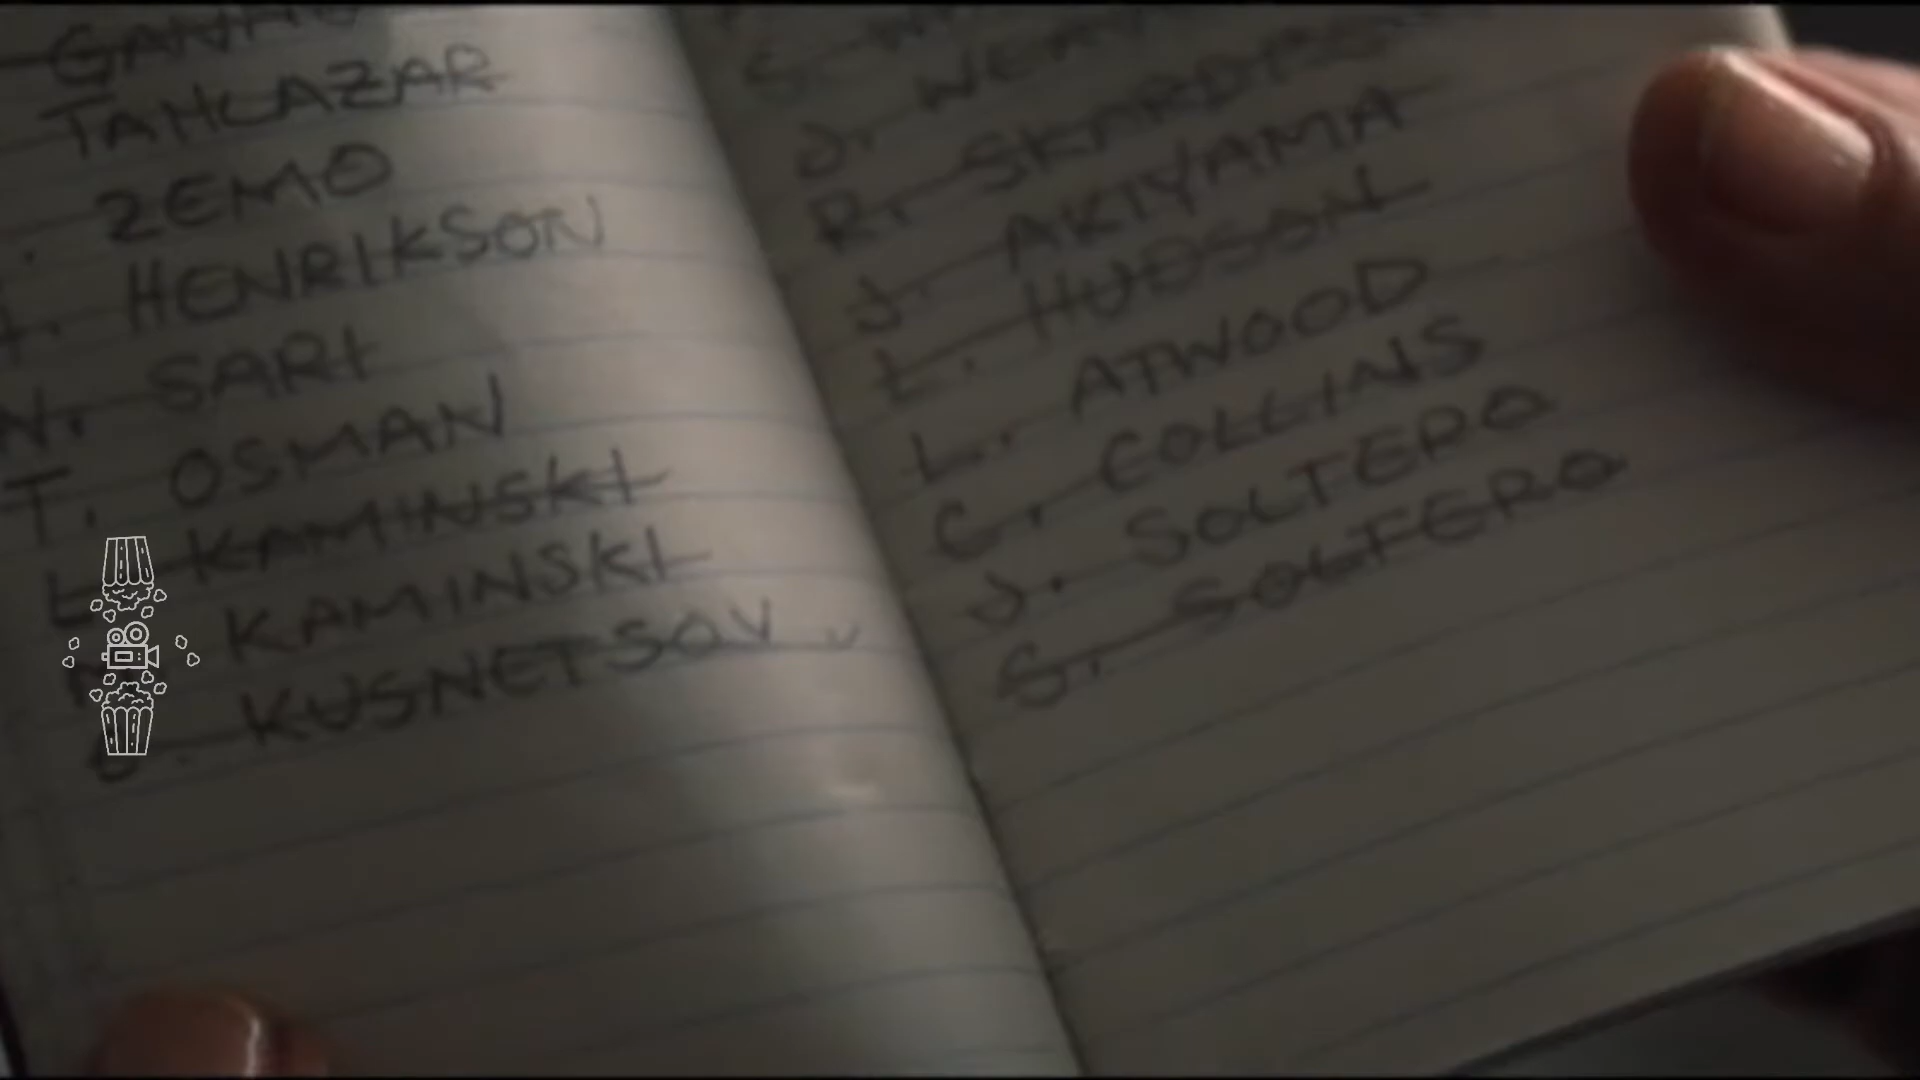 TAHLAZAR
ZEMO
HENRIKSON
N. SARI
T. OSMAN
L. KAMINSKI
KAMINSKI
KUSNETSOV
R.
J. AKIYAMA
L. HUDSON
L. ATWOOD
C. COLLINS
J. SOLTERO
S. SOLTERO